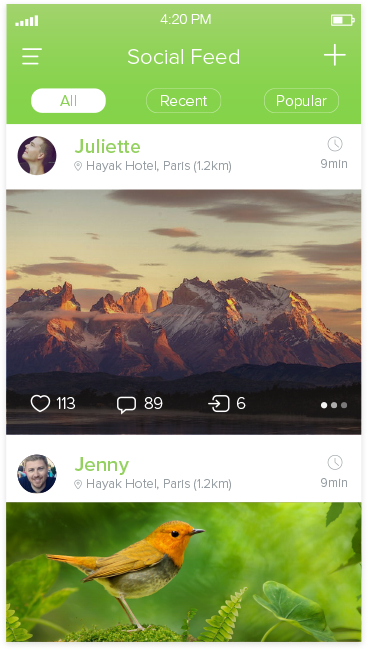 4:20 PM
Social Feed
All Recent Popular
Juliette
Hayak Hotel, Paris (1.2km) 9min
113 89 6
Jenny
Hayak Hotel, Paris (1.2km) 9min